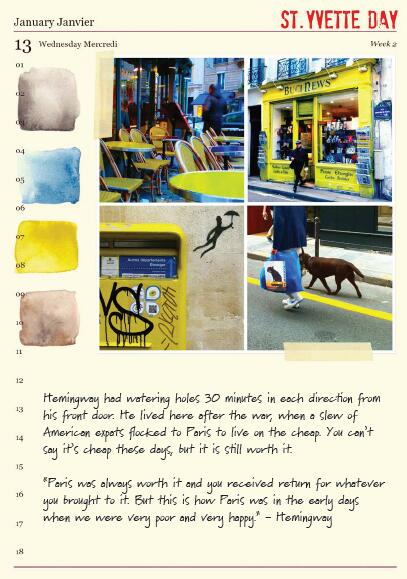 January Janvier
ST.YVETTE DAY
13 Wednesday Mercredi
Week 2
01
02
03
04
05
06
07
08
09
10
11
12
13
14
15
16
17
18
BUCI NEWS
Autres Départements
Etranger
Hemingway had watering holes 30 minutes in each direction from
his front door. He lived here after the war, when a slew of
American expats flocked to Paris to live on the cheap. You can't
say it's cheap these days, but it is still worth it.
"Paris was always worth it and you received return for whatever
you brought to it. But this is how Paris was in the early days
when we were very poor and very happy." - Hemingway